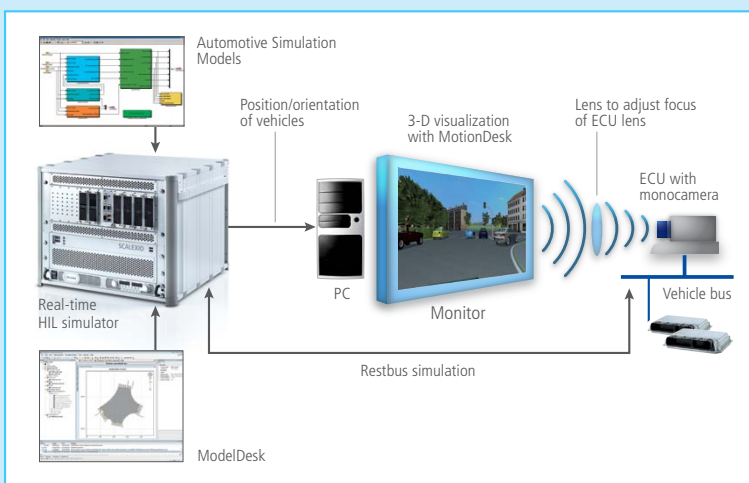 Automotive Simulation
Models
Position/orientation
of vehicles
3-D visualization
with MotionDesk
Lens to adjust focus
of ECU lens
ECU with
monocamera
SCALEXIO
Real-time
HIL simulator
PC
Monitor
Vehicle bus
Restbus simulation
ModelDesk